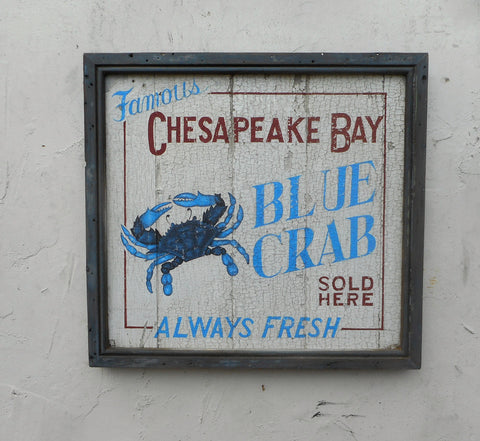 Famous
CHESAPEAKE BAY
BLUE
CRAB
SOLD
HERE
ALWAYS FRESH